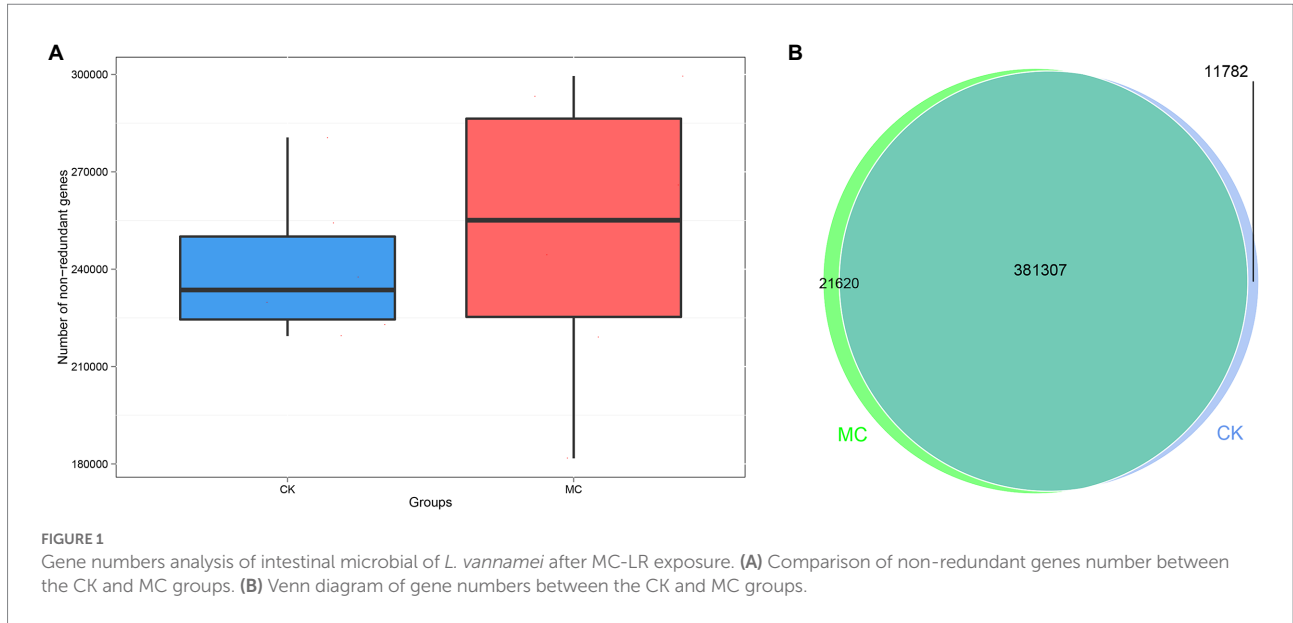 A
Number of non-redundant genes
300000
270000
240000
210000
180000
CK
MC
Groups
B
11782
381307
21620
MC
CK
FIGURE 1
Gene numbers analysis of intestinal microbial of L. vannamei after MC-LR exposure. (A) Comparison of non-redundant genes number between
the CK and MC groups. (B) Venn diagram of gene numbers between the CK and MC groups.